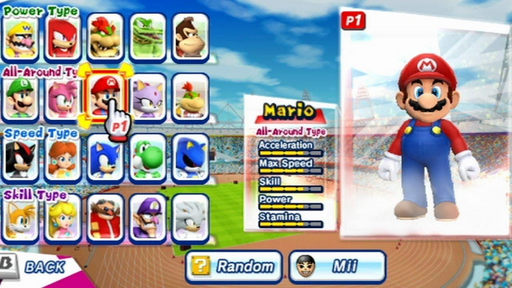 Power Type
P1
All-Around Ty
P1
Mario
All-Around Type
Acceleration
Max Speed
Skill
Power
Stamina
Speed Type
Skill Type
B BACK
? Random
Mii